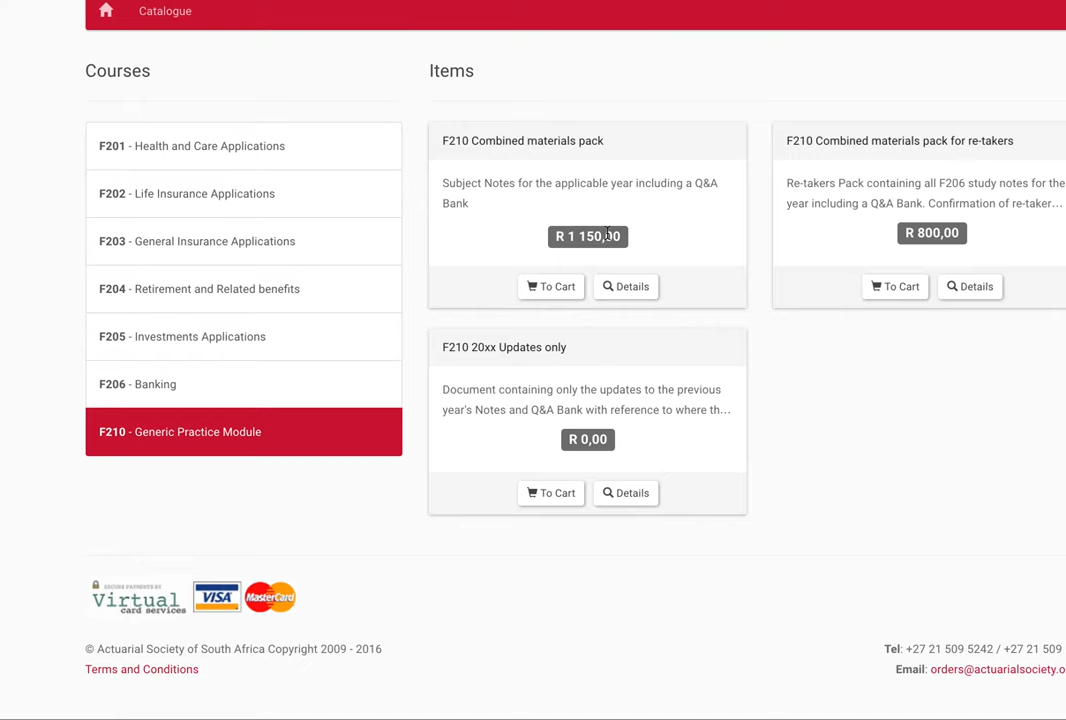 Catalogue
Courses
F201 - Health and Care Applications
F202 - Life Insurance Applications
F203 - General Insurance Applications
F204 - Retirement and Related benefits
F205 - Investments Applications
F206 - Banking
F210 - Generic Practice Module
Items
F210 Combined materials pack
Subject Notes for the applicable year including a Q&A
Bank
R 1 150,00
To Cart
Details
F210 Combined materials pack for re-takers
Re-takers Pack containing all F206 study notes for the
year including a Q&A Bank. Confirmation of re-taker...
R 800,00
To Cart
Details
F210 20xx Updates only
Document containing only the updates to the previous
year's Notes and Q&A Bank with reference to where th...
R 0,00
To Cart
Details
SECURE PAYMENTS BY
Virtual
card services
VISA
MasterCard
© Actuarial Society of South Africa Copyright 2009 - 2016
Terms and Conditions
Tel: +27 21 509 5242 / +27 21 509
Email: orders@actuarialsociety.o